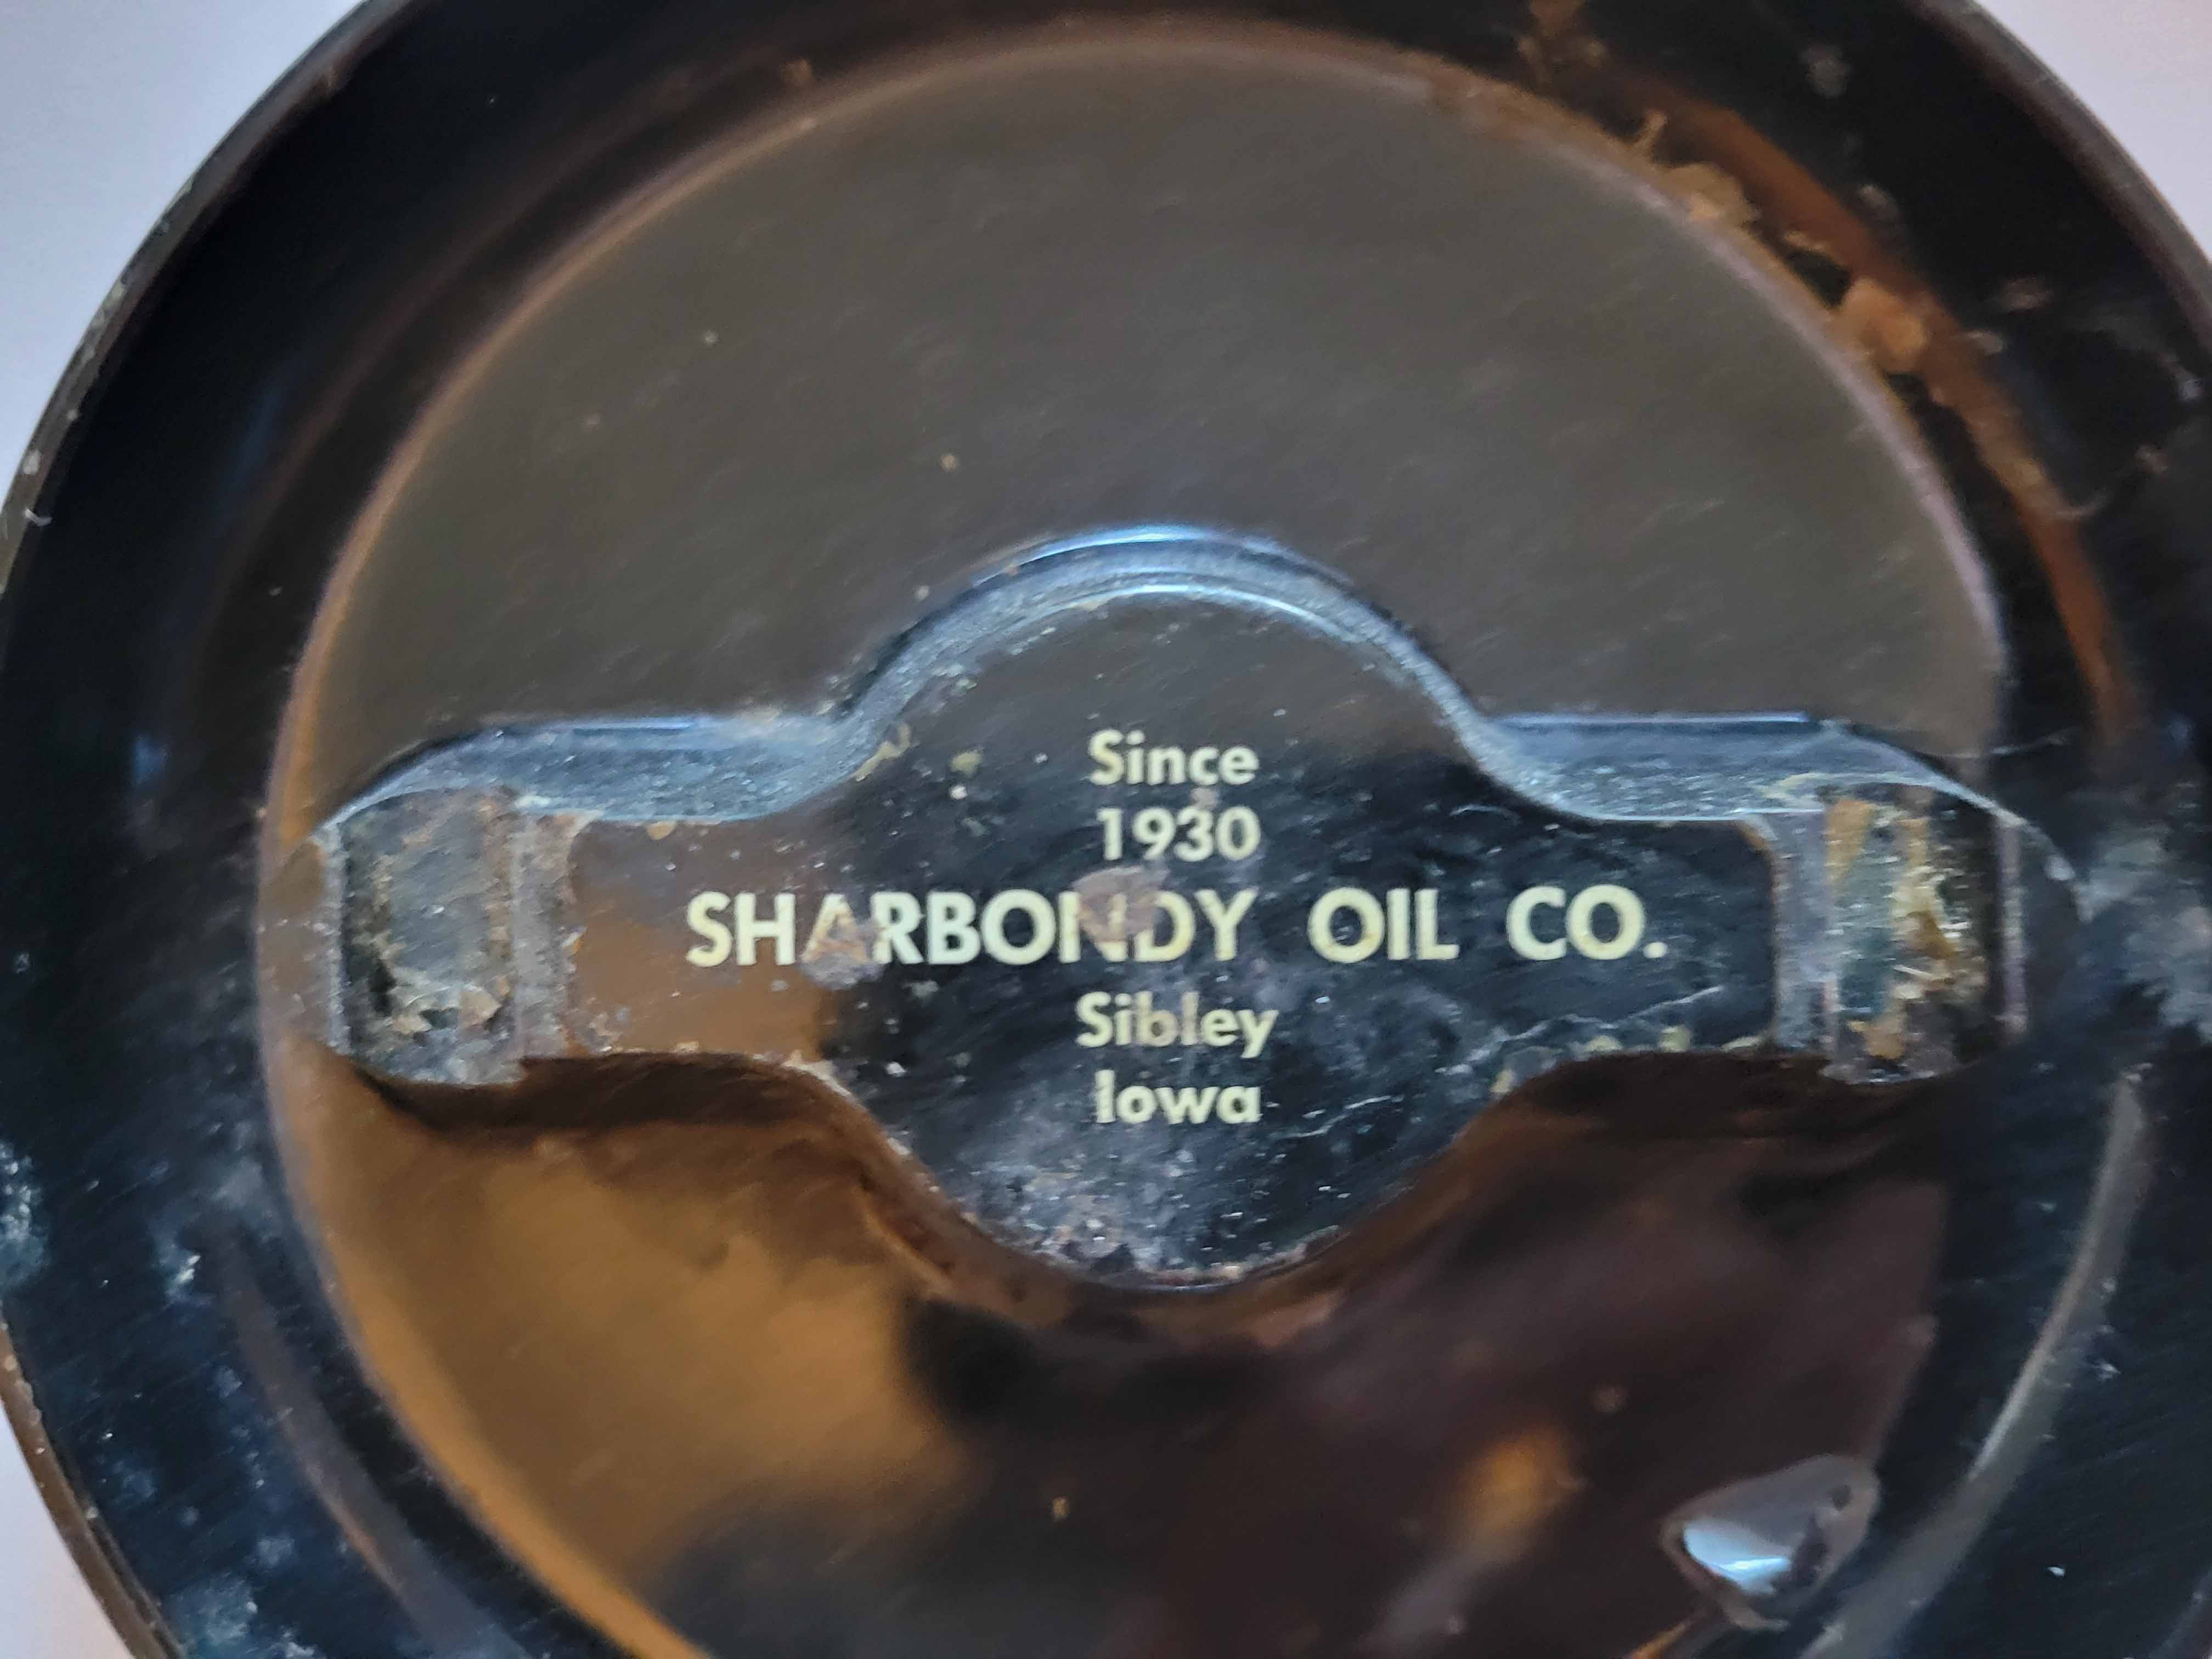 Since
1930
SHARBONDY OIL CO.
Sibley
Iowa